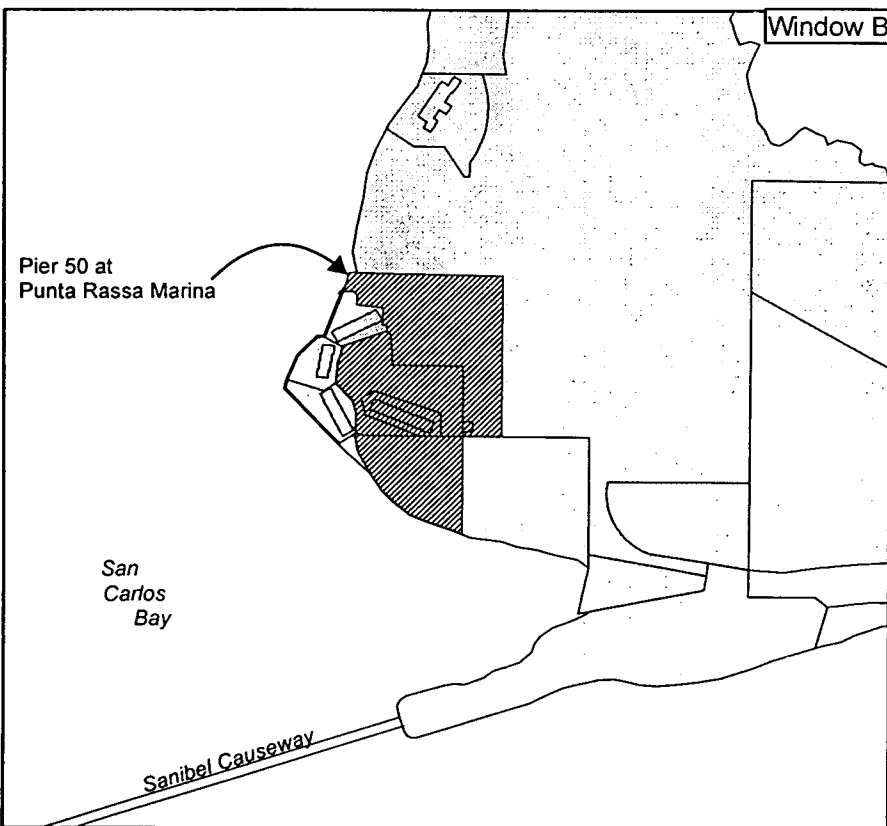 Window B
Pier 50 at
Punta Rassa Marina
San
Carlos
Bay
Sanibel Causeway